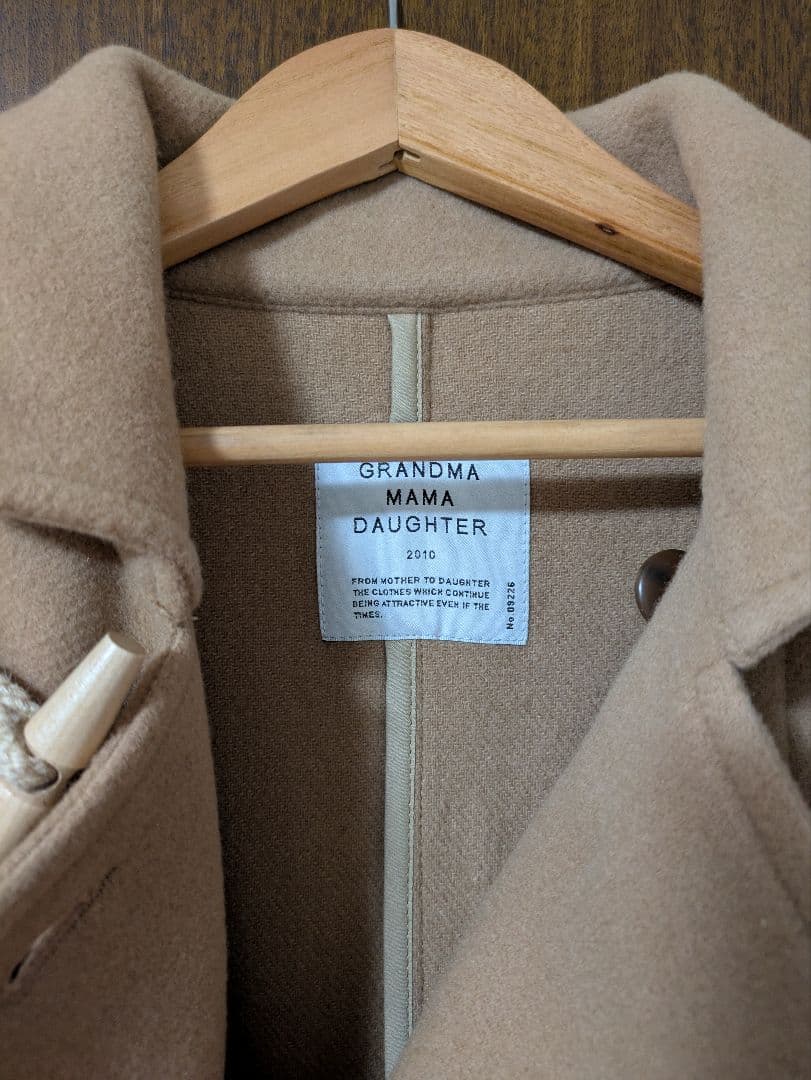 GRANDMA
MAMA
DAUGHTER
2010
FROM MOTHER TO DAUGHTER
THE CLOTHES WHICH CONTINUE
BEING ATTRACTIVE EVEN IF THE
TIMES.
No.09226